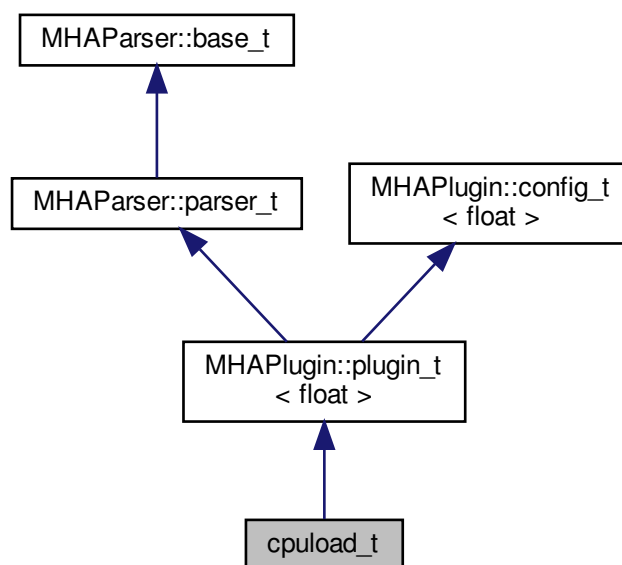 MHAParser::base_t
MHAParser::parser_t
MHAPlugin::config_t
< float >
MHAPlugin::plugin_t
< float >
cpuload_t